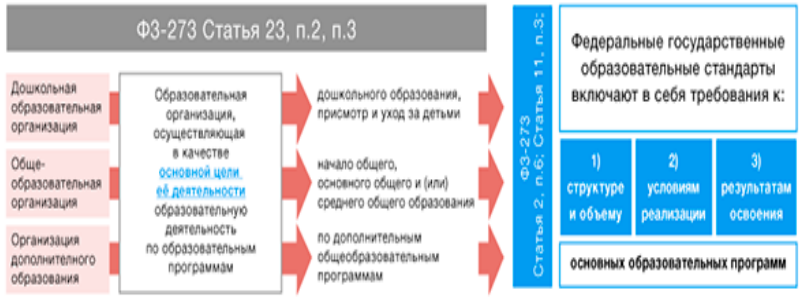 ФЗ-273 Статья 23, п.2, п.3
Дошкольная
образовательная
организация
Обще-
образовательная
организация
Организация
дополнителного
образования
Образовательная
организация,
осуществляющая
в качестве
основной цели
её деятельности
образовательную
деятельность
по образовательным
программам
дошкольного образования,
присмотр и уход за детьми
начало общего,
основного общего и (или)
среднего общего образования
по дополнительным
общеобразовательным
программам
ФЗ-273
Статья 2, п.6; Статья 11, п.3;
Федеральные государственные
образовательные стандарты
включают в себя требования к:
1)
структуре
и объему
2)
условиям
реализации
3)
результатам
освоения
основных образовательных программ